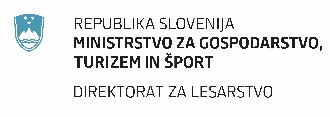 REPUBLIKA SLOVENIJA
MINISTRSTVO ZA GOSPODARSTVO,
TURIZEM IN ŠPORT
DIREKTORAT ZA LESARSTVO